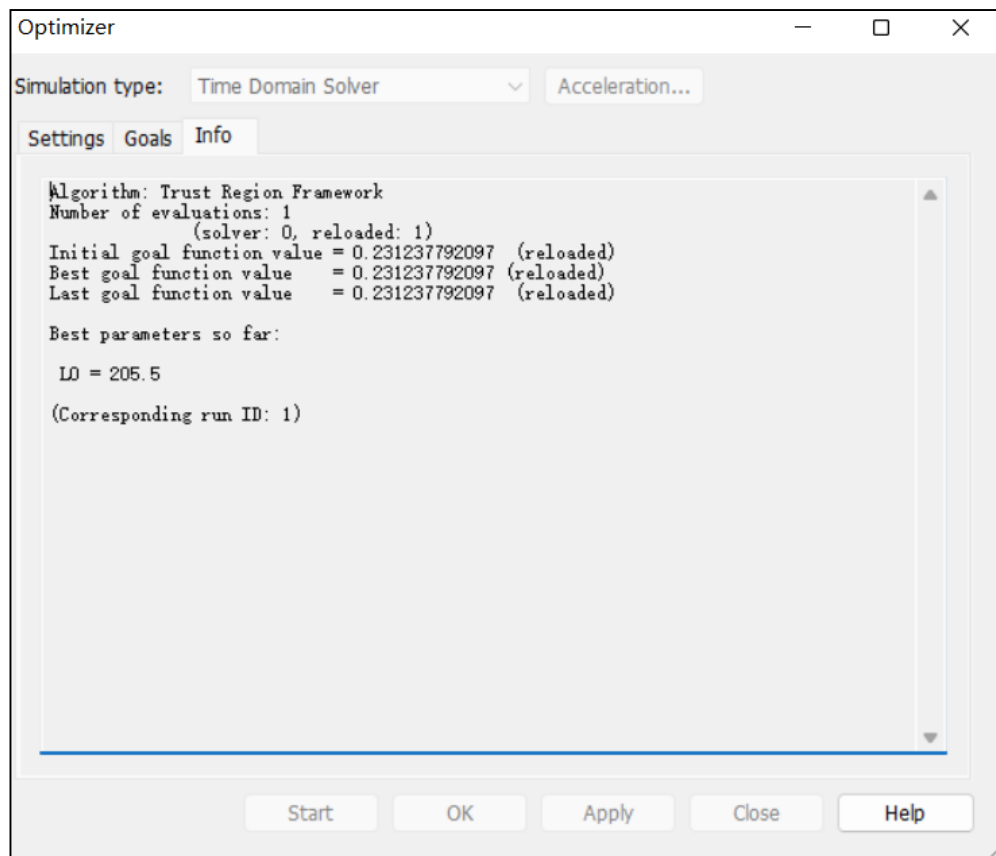 Optimizer
Simulation type: Time Domain Solver Acceleration...
Settings Goals Info
Algorithm: Trust Region Framework
Number of evaluations: 1
(solver: 0, reloaded: 1)
Initial goal function value = 0.231237792097 (reloaded)
Best goal function value = 0.231237792097 (reloaded)
Last goal function value = 0.231237792097 (reloaded)
Best parameters so far:
L0 = 205.5
(Corresponding run ID: 1)
Start OK Apply Close Help